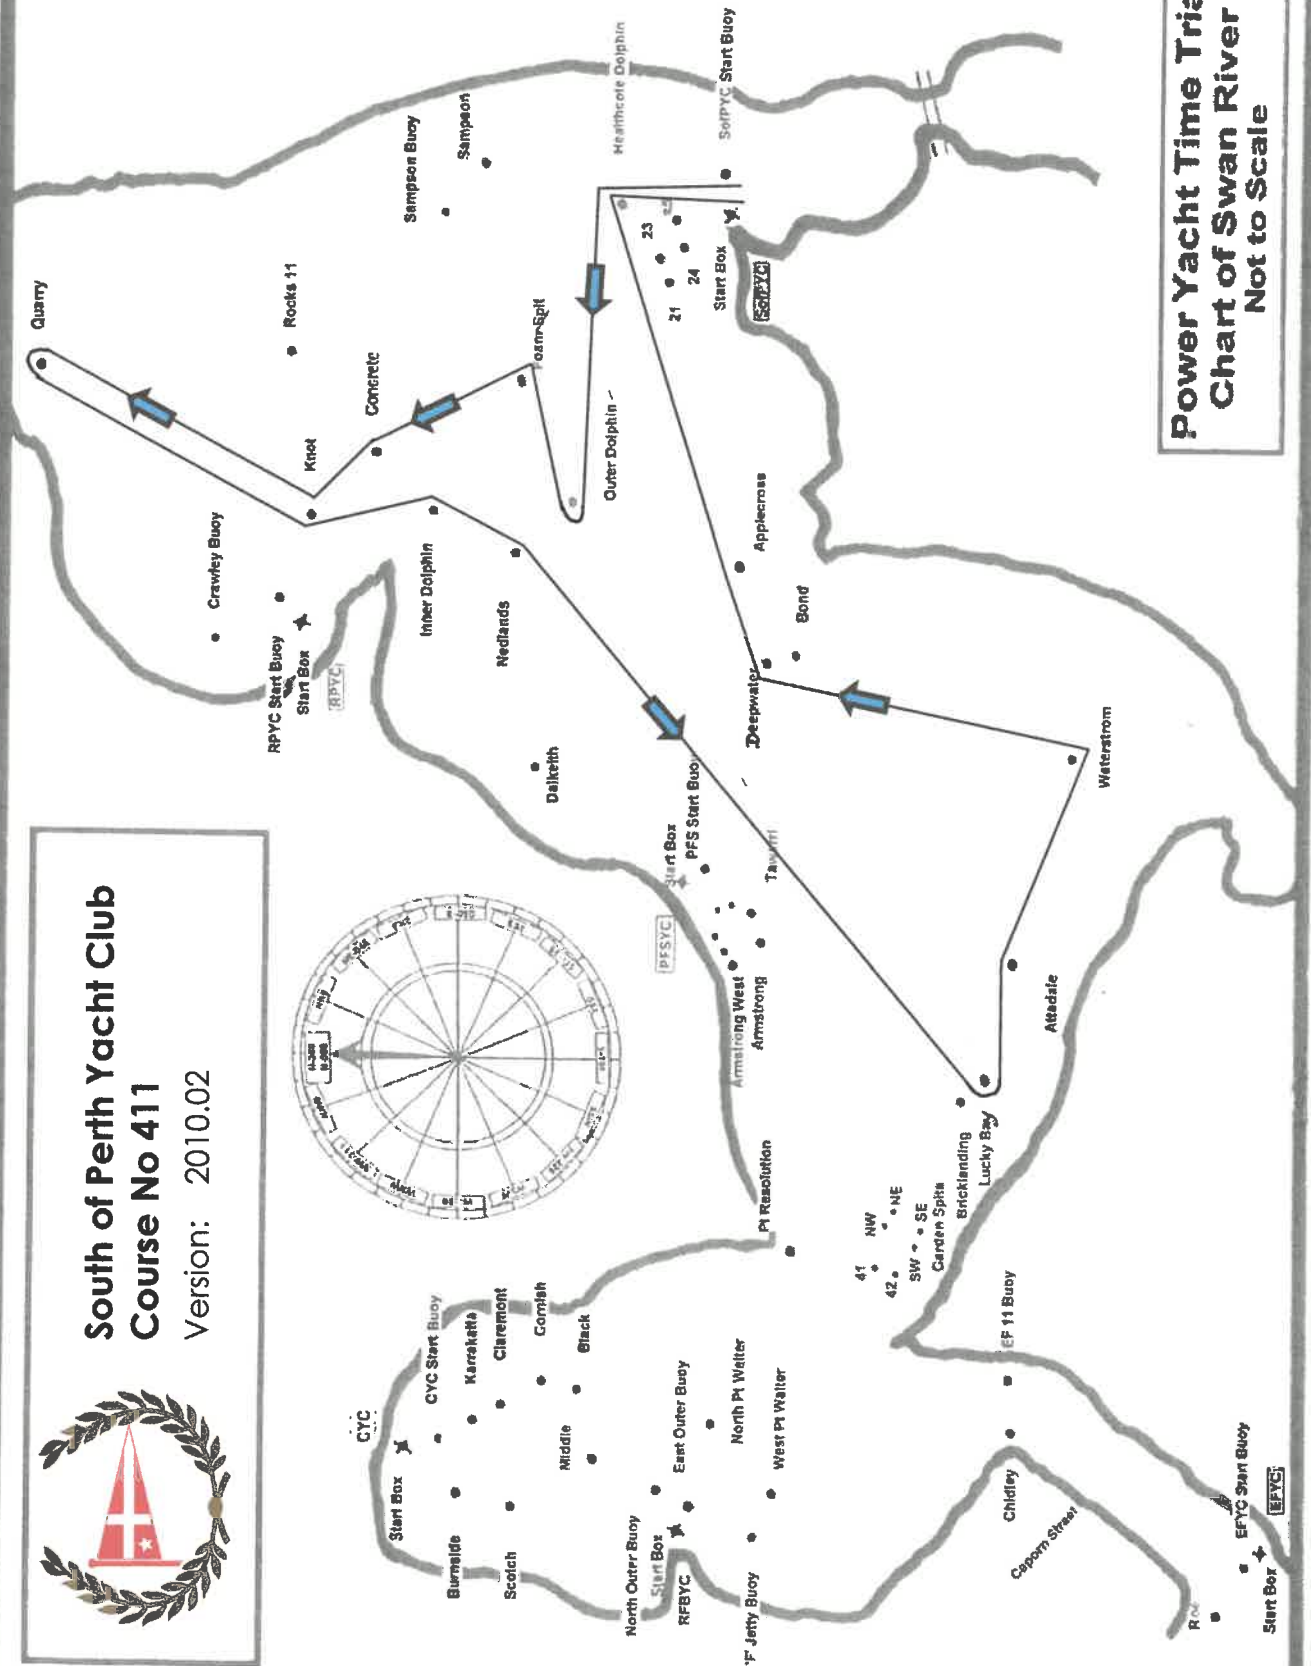 South of Perth Yacht Club
Course No 411
Version: 2010.02
Power Yacht Time Tria
Chart of Swan River
Not to Scale
CYC
Start Box
CYC Start Buoy
Karrakatta
Claremont
Cornish
Black
Burnside
Scotch
Middle
North Outer Buoy
Start Box
RFBYC
East Outer Buoy
North Pt Walter
West Pt Walter
'F' Jetty Buoy
Pt Resolution
Chidley
Caporn Street
EF 11 Buoy
EFYC Start Buoy
EFYC
Start Box
41
42
NW
NE
SW
SE
Garden Spits
Bricklanding
Lucky Bay
Attadale
Armstrong West
Armstrong
PFSYC
Start Box
PFS Start Buoy
Dalkeith
Nedlands
RPYC Start Buoy
Start Box
RPYC
Crawley Buoy
Inner Dolphin
Knot
Concrete
Quarry
Rocks 11
Sampson Buoy
Sampson
Outer Dolphin
Deepwater
Waterstrom
Bond
Applecross
Heathcote Dolphin
21
23
24
Start Box
SofPYC
SofPYC Start Buoy